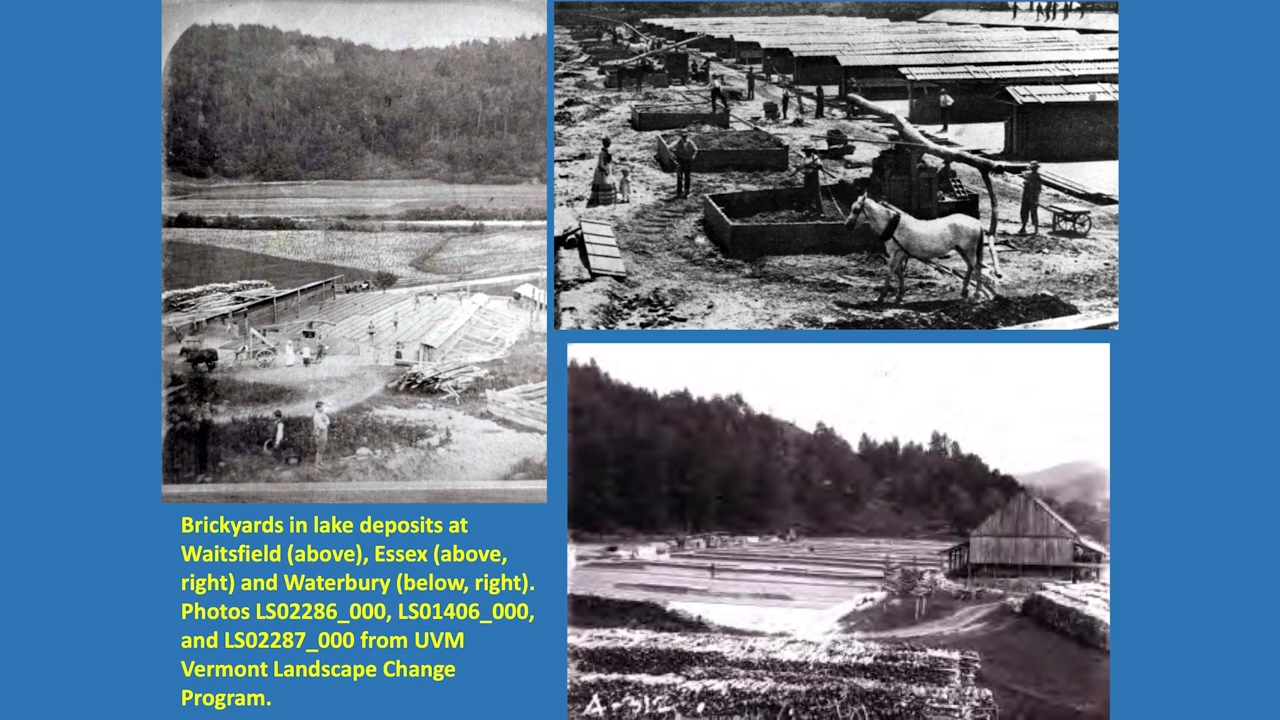 Brickyards in lake deposits at
Waitsfield (above), Essex (above,
right) and Waterbury (below, right).
Photos LS02286_000, LS01406_000,
and LS02287_000 from UVM
Vermont Landscape Change
Program.
A-312